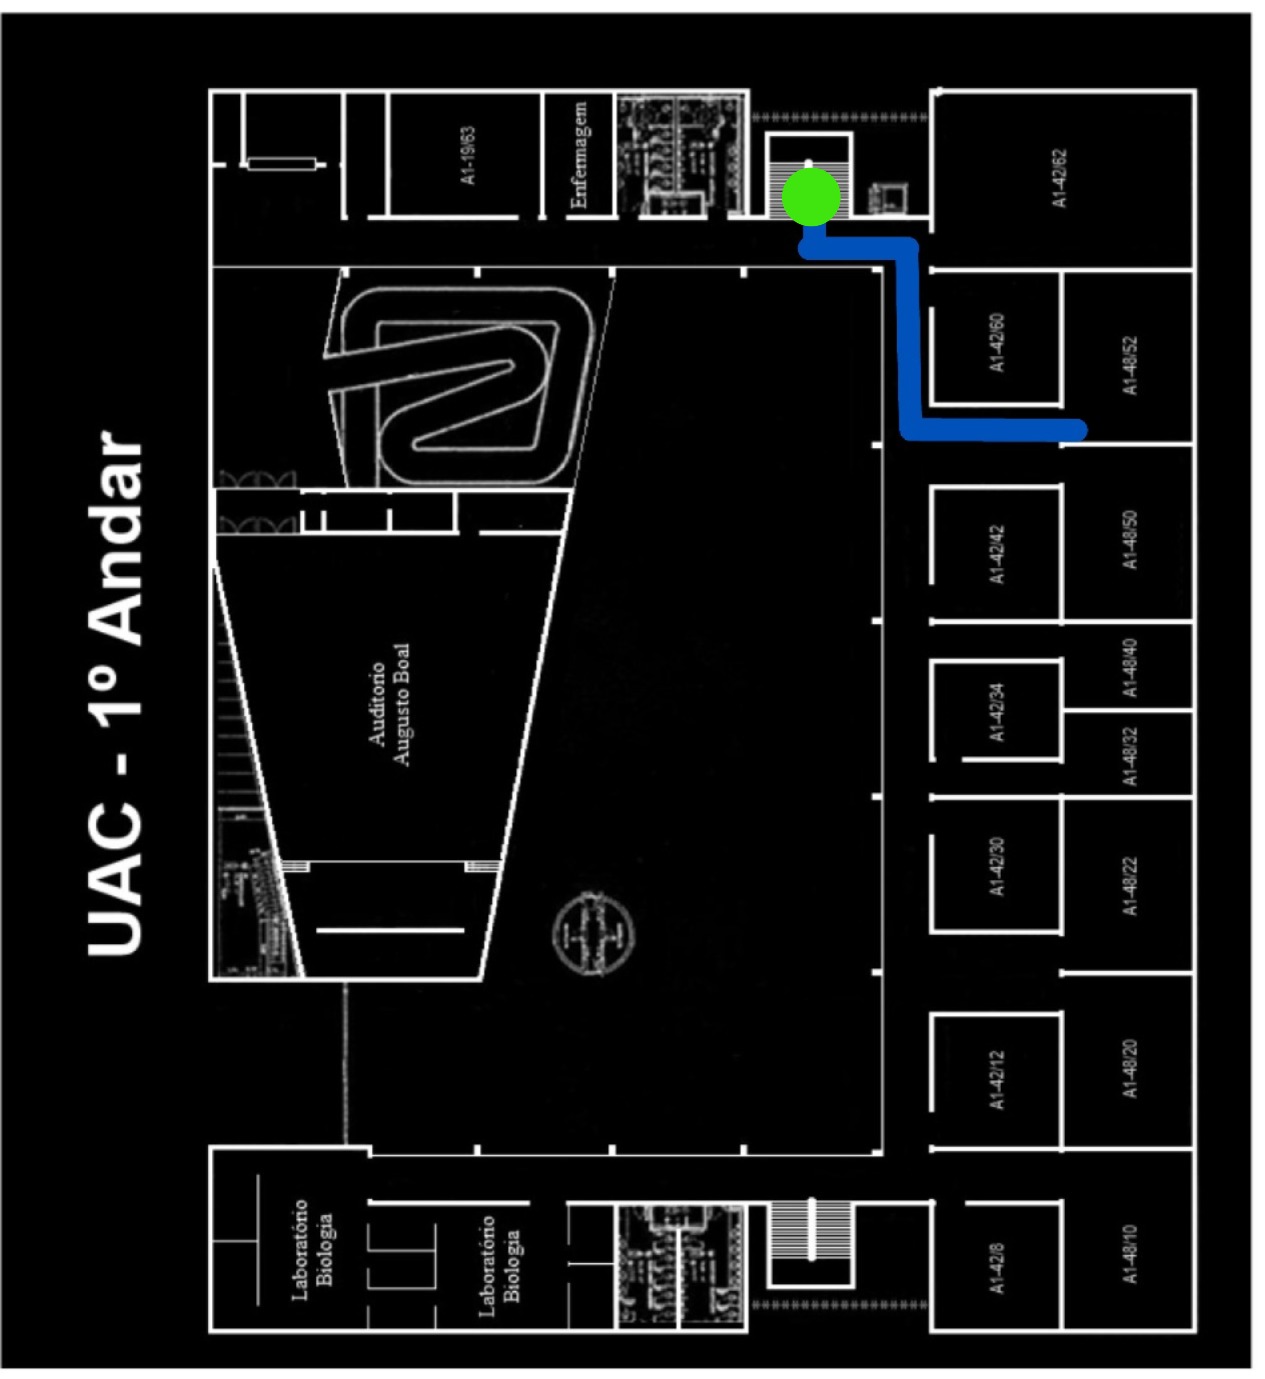 UAC - 1º Andar
A1-48/10
A1-42/8
Laboratório
Biologia
Laboratório
Biologia
A1-48/20
A1-42/12
A1-48/22
A1-42/30
A1-48/32
A1-42/34
A1-48/40
Auditorio
Augusto Boal
A1-48/50
A1-42/42
A1-48/52
A1-42/60
A1-42/62
Enfermagem
A1-19/63